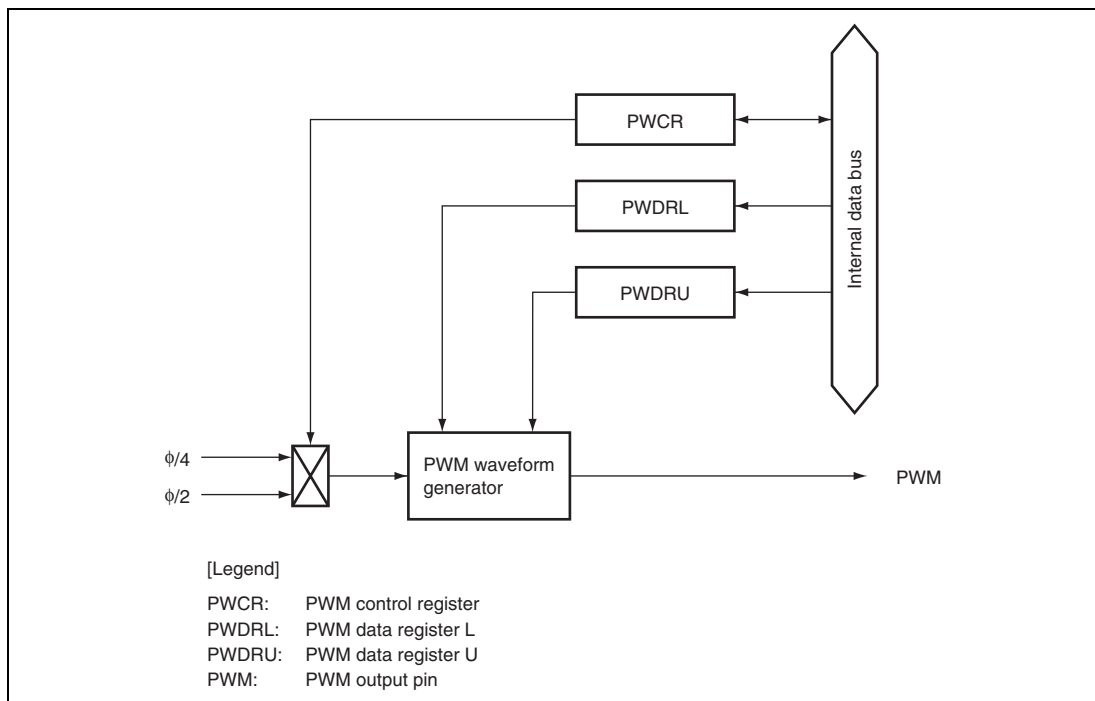 PWCR
PWDRL
PWDRU
Internal data bus
ϕ/4
ϕ/2
PWM waveform
generator
PWM
[Legend]
PWCR: PWM control register
PWDRL: PWM data register L
PWDRU: PWM data register U
PWM: PWM output pin